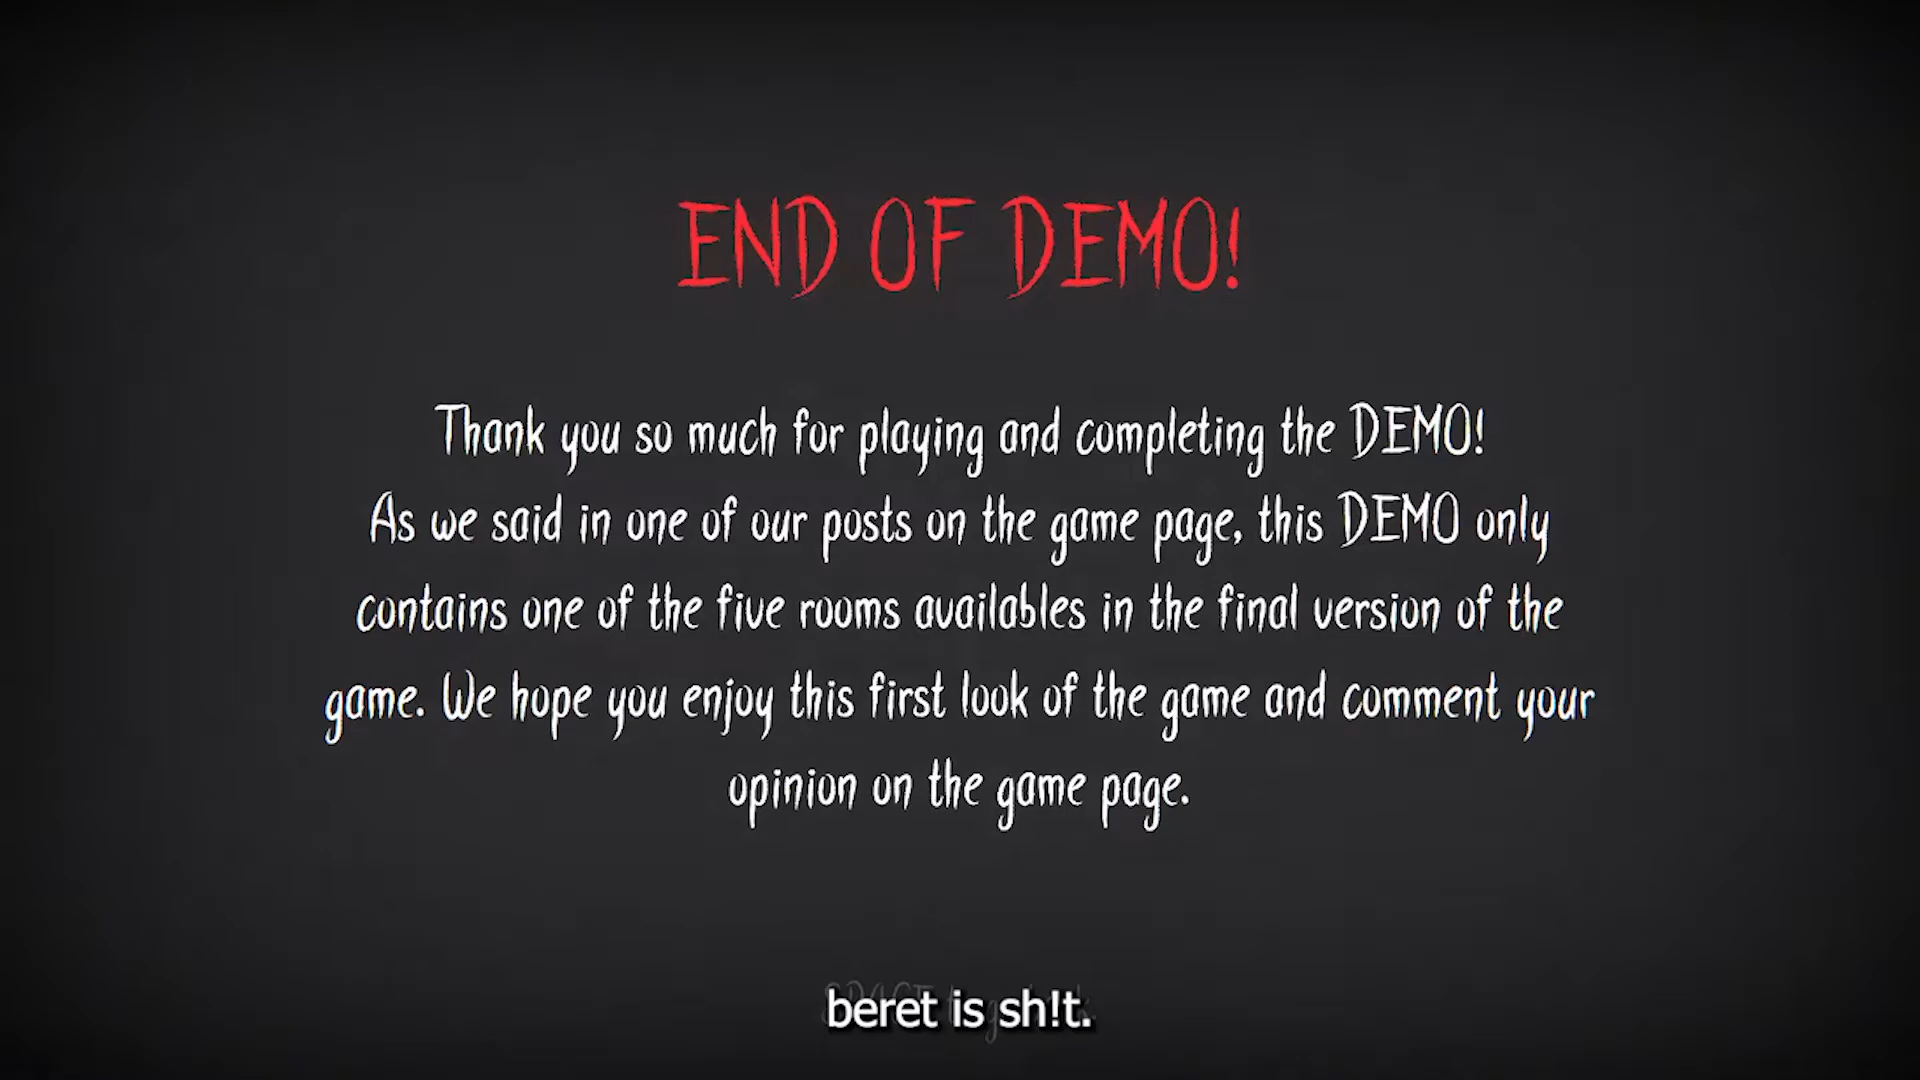 END OF DEMO!
Thank you so much for playing and completing the DEMO!
As we said in one of our posts on the game page, this DEMO only
contains one of the five rooms availables in the final version of the
game. We hope you enjoy this first look of the game and comment your
opinion on the game page.
beret is sh!t.